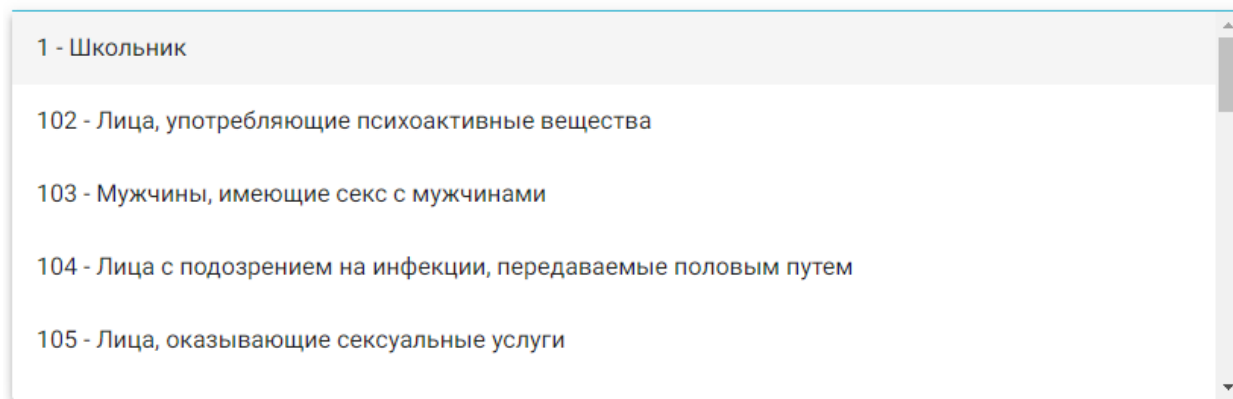 1 - Школьник
102 - Лица, употребляющие психоактивные вещества
103 - Мужчины, имеющие секс с мужчинами
104 - Лица с подозрением на инфекции, передаваемые половым путем
105 - Лица, оказывающие сексуальные услуги